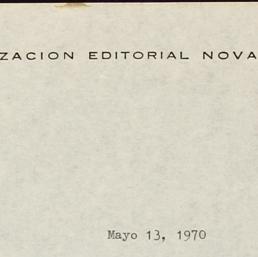 ZACION EDITORIAL NOVA
Mayo 13, 1970